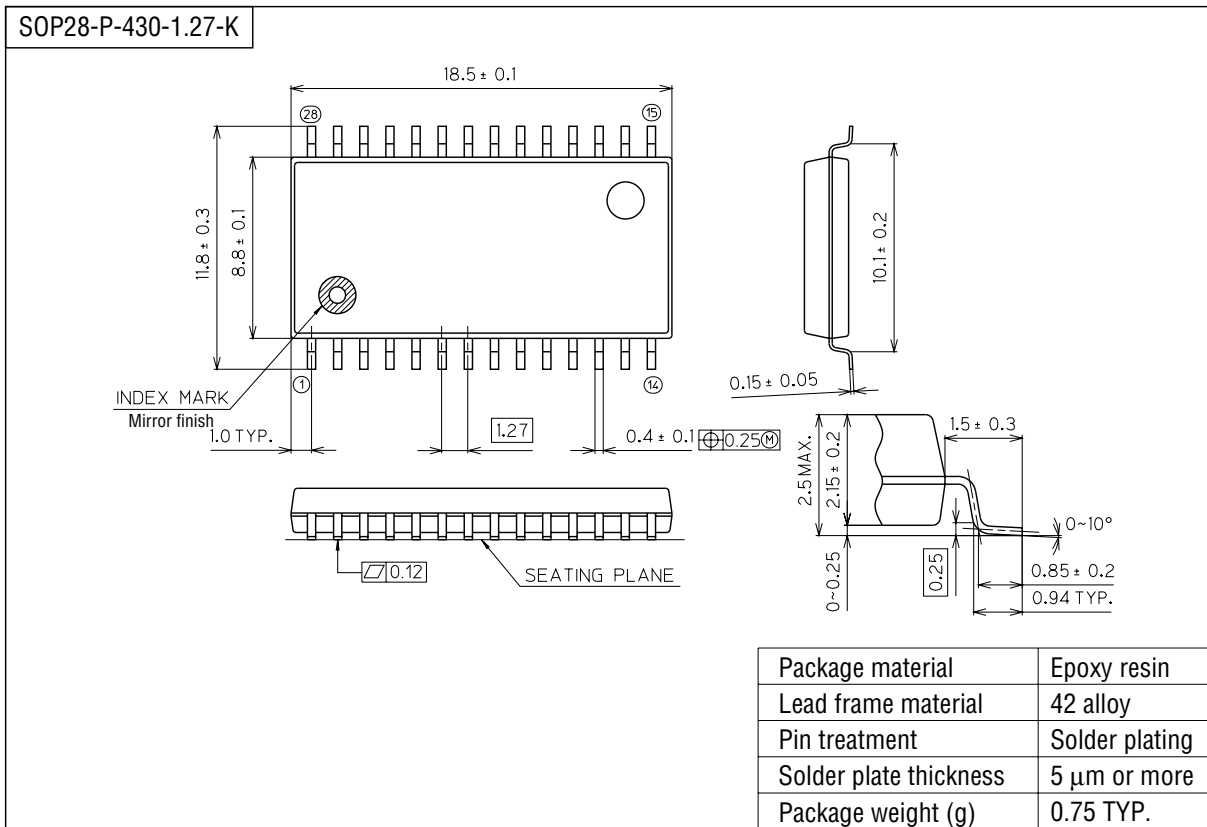 SOP28-P-430-1.27-K
18.5 ± 0.1
28
15
11.8 ± 0.3
8.8 ± 0.1
10.1 ± 0.2
1
14
INDEX MARK
Mirror finish
1.0 TYP.
1.27
0.4 ± 0.1
0.25 Ⓜ
0.15 ± 0.05
1.5 ± 0.3
2.5 MAX.
2.15 ± 0.2
0~10°
0~0.25
0.25
0.85 ± 0.2
0.94 TYP.
0.12
SEATING PLANE
Package material Epoxy resin
Lead frame material 42 alloy
Pin treatment Solder plating
Solder plate thickness 5 µm or more
Package weight (g) 0.75 TYP.